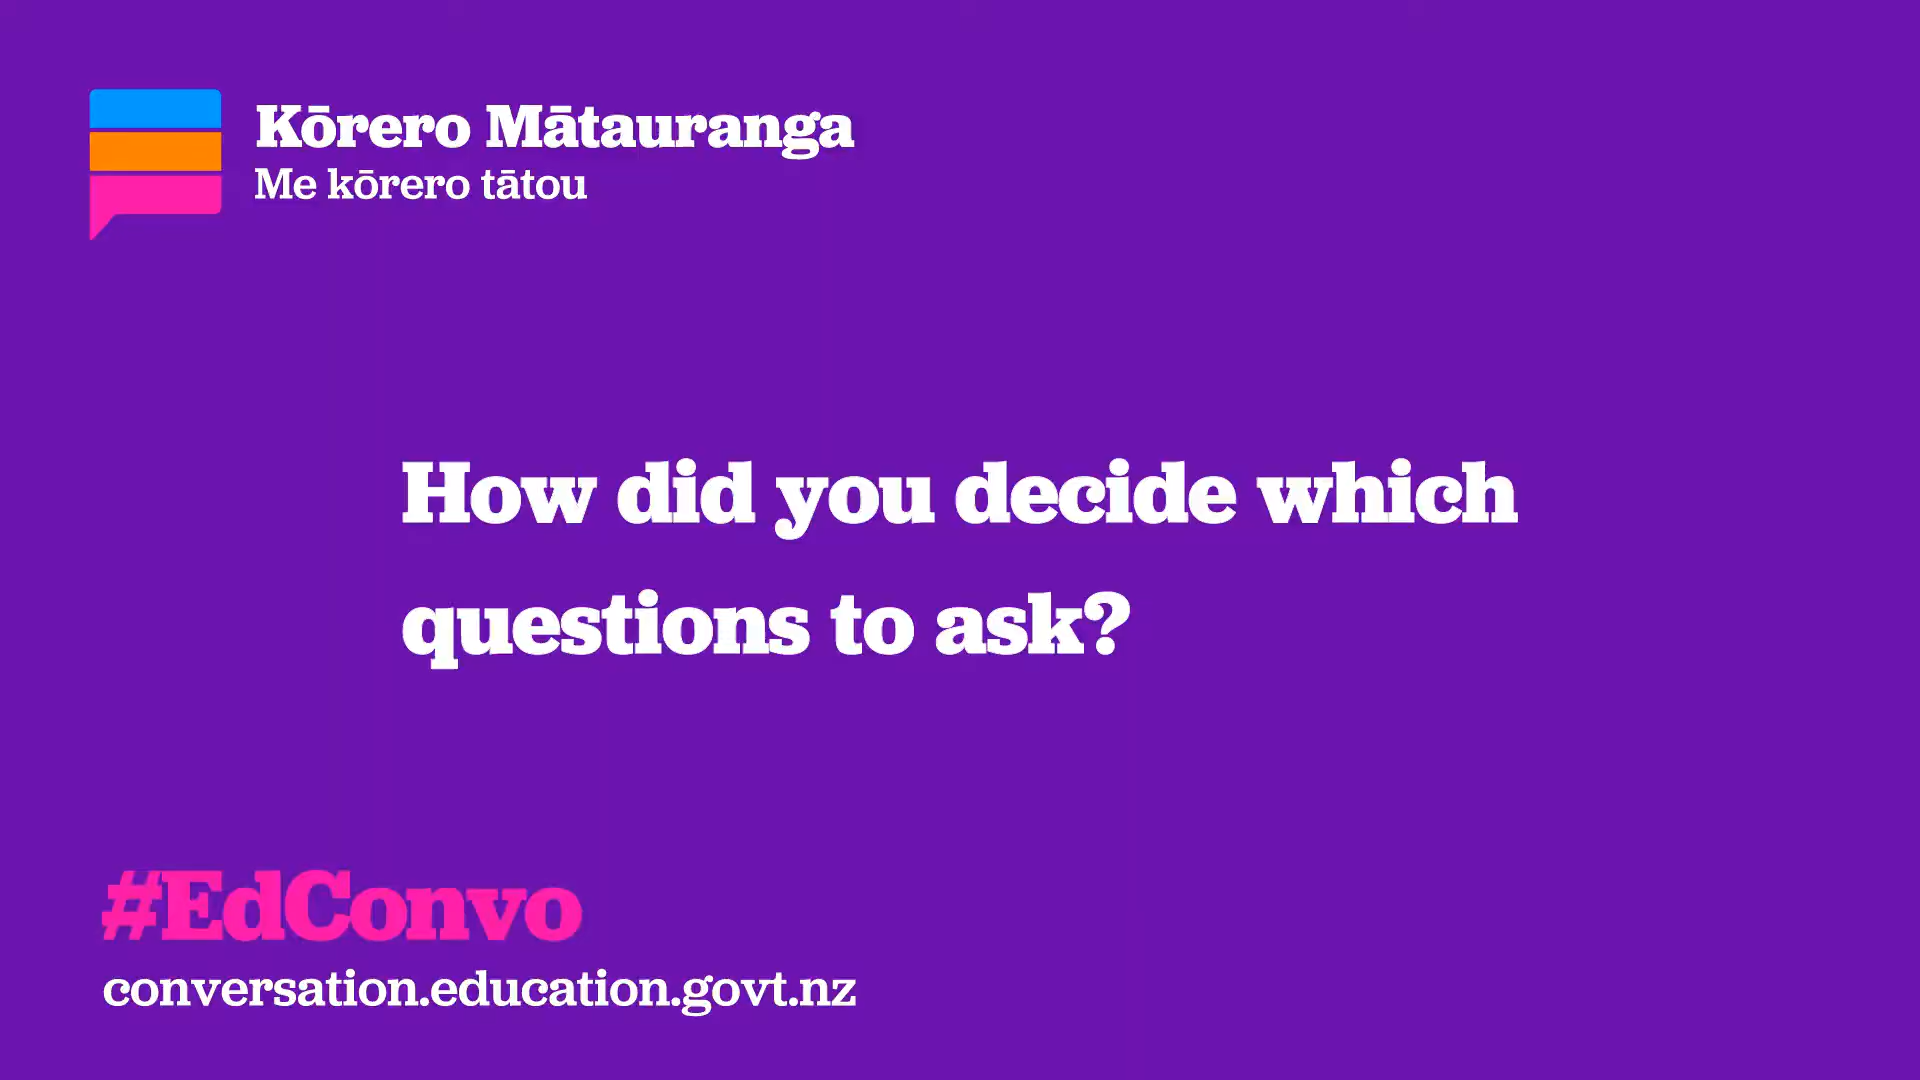 Kōrero Mātauranga
Me kōrero tātou
How did you decide which
questions to ask?
#EdConvo
conversation.education.govt.nz